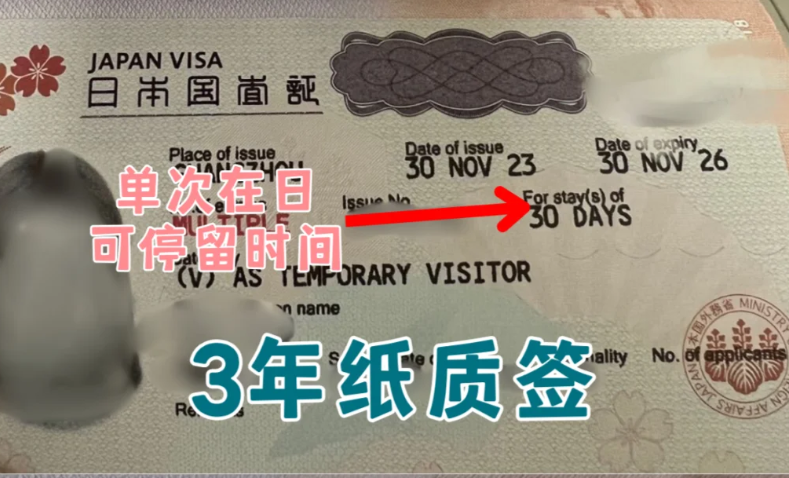 JAPAN VISA
日本国査証
Place of issue
Date of issue
Date of expiry
30 NOV 23
30 NOV 26
单次在日
可停留时间
Issue No
For stay(s) of
MULTIPLE
30 DAYS
(V) AS TEMPORARY VISITOR
3年纸质签
No. of applicants